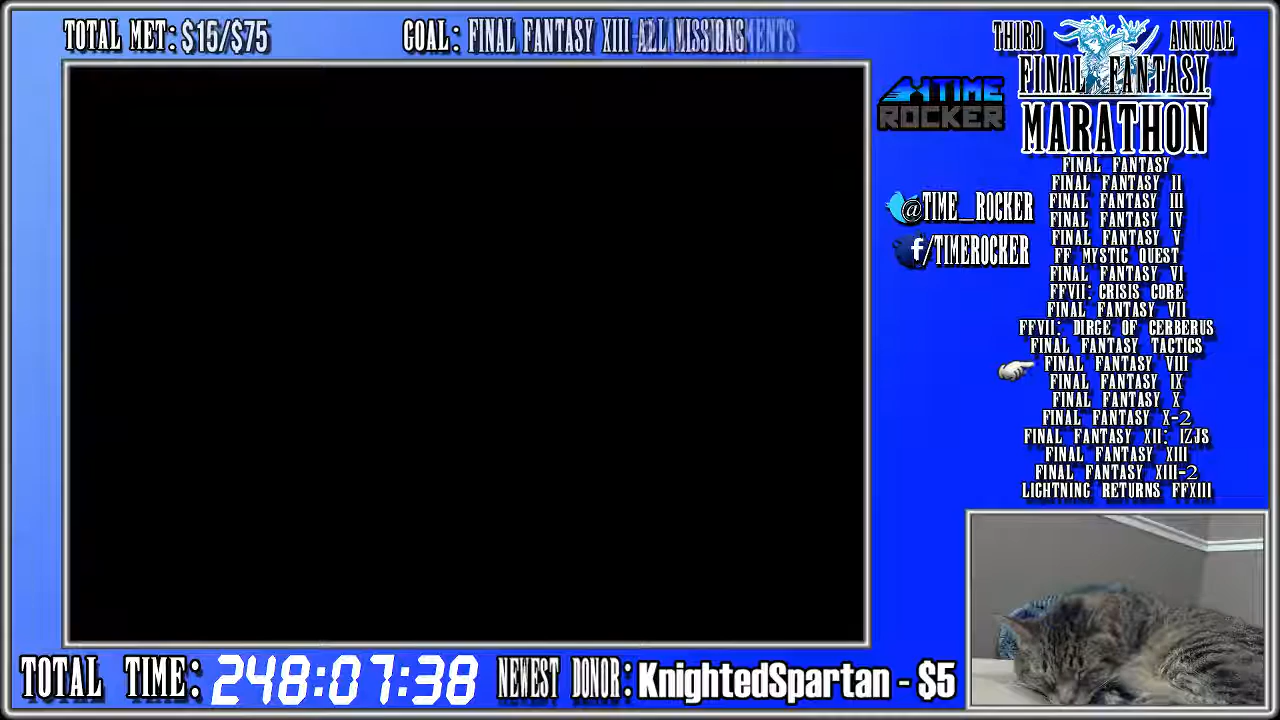 TOTAL MET: $15/$75
GOAL: FINAL FANTASY XIII ALL MISSIONS
THIRD ANNUAL
FINAL FANTASY
MARATHON
TIME
ROCKER
@TIME_ROCKER
f/TIMEROCKER
FINAL FANTASY
FINAL FANTASY II
FINAL FANTASY III
FINAL FANTASY IV
FINAL FANTASY V
FF MYSTIC QUEST
FINAL FANTASY VI
FFVII: CRISIS CORE
FINAL FANTASY VII
FFVII: DIRGE OF CERBERUS
FINAL FANTASY TACTICS
FINAL FANTASY VIII
FINAL FANTASY IX
FINAL FANTASY X
FINAL FANTASY X-2
FINAL FANTASY XII: IZJS
FINAL FANTASY XIII
FINAL FANTASY XIII-2
LIGHTNING RETURNS FFXIII
TOTAL TIME: 248:07:38
NEWEST DONOR: KnightedSpartan - $5